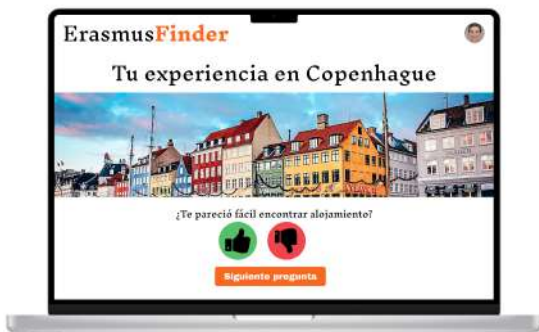 ErasmusFinder
Tu experiencia en Copenhague
¿Te pareció fácil encontrar alojamiento?
Siguiente pregunta